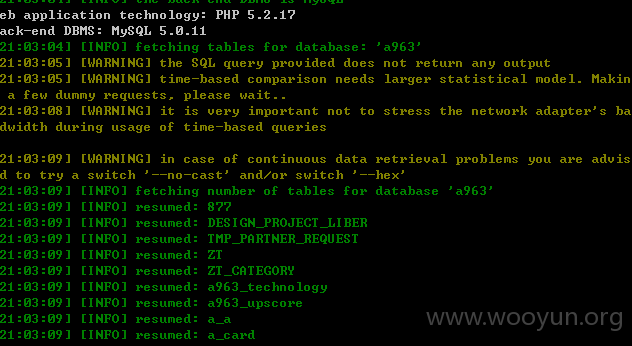 the back-end DBMS is MySQL
eb application technology: PHP 5.2.17
ack-end DBMS: MySQL 5.0.11
21:03:04] [INFO] fetching tables for database: 'a963'
21:03:05] [WARNING] the SQL query provided does not return any output
21:03:05] [WARNING] time-based comparison needs larger statistical model. Makin
a few dummy requests, please wait..
21:03:08] [WARNING] it is very important not to stress the network adapter's ba
dwidth during usage of time-based queries
21:03:09] [WARNING] in case of continuous data retrieval problems you are advis
d to try a switch '--no-cast' and/or switch '--hex'
21:03:09] [INFO] fetching number of tables for database 'a963'
21:03:09] [INFO] resumed: 877
21:03:09] [INFO] resumed: DESIGN_PROJECT_LIBER
21:03:09] [INFO] resumed: TMP_PARTNER_REQUEST
21:03:09] [INFO] resumed: ZT
21:03:09] [INFO] resumed: ZT_CATEGORY
21:03:09] [INFO] resumed: a963_technology
21:03:09] [INFO] resumed: a963_upscore
21:03:09] [INFO] resumed: a_a
21:03:09] [INFO] resumed: a_card
www.wooyun.org